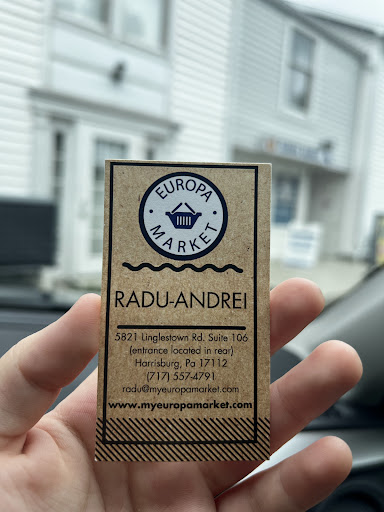 EUROPA
MARKET
RADU-ANDREI
5821 Linglestown Rd. Suite 106
(entrance located in rear)
Harrisburg, Pa 17112
(717) 557-4791
radu@myeuropamarket.com
www.myeuropamarket.com